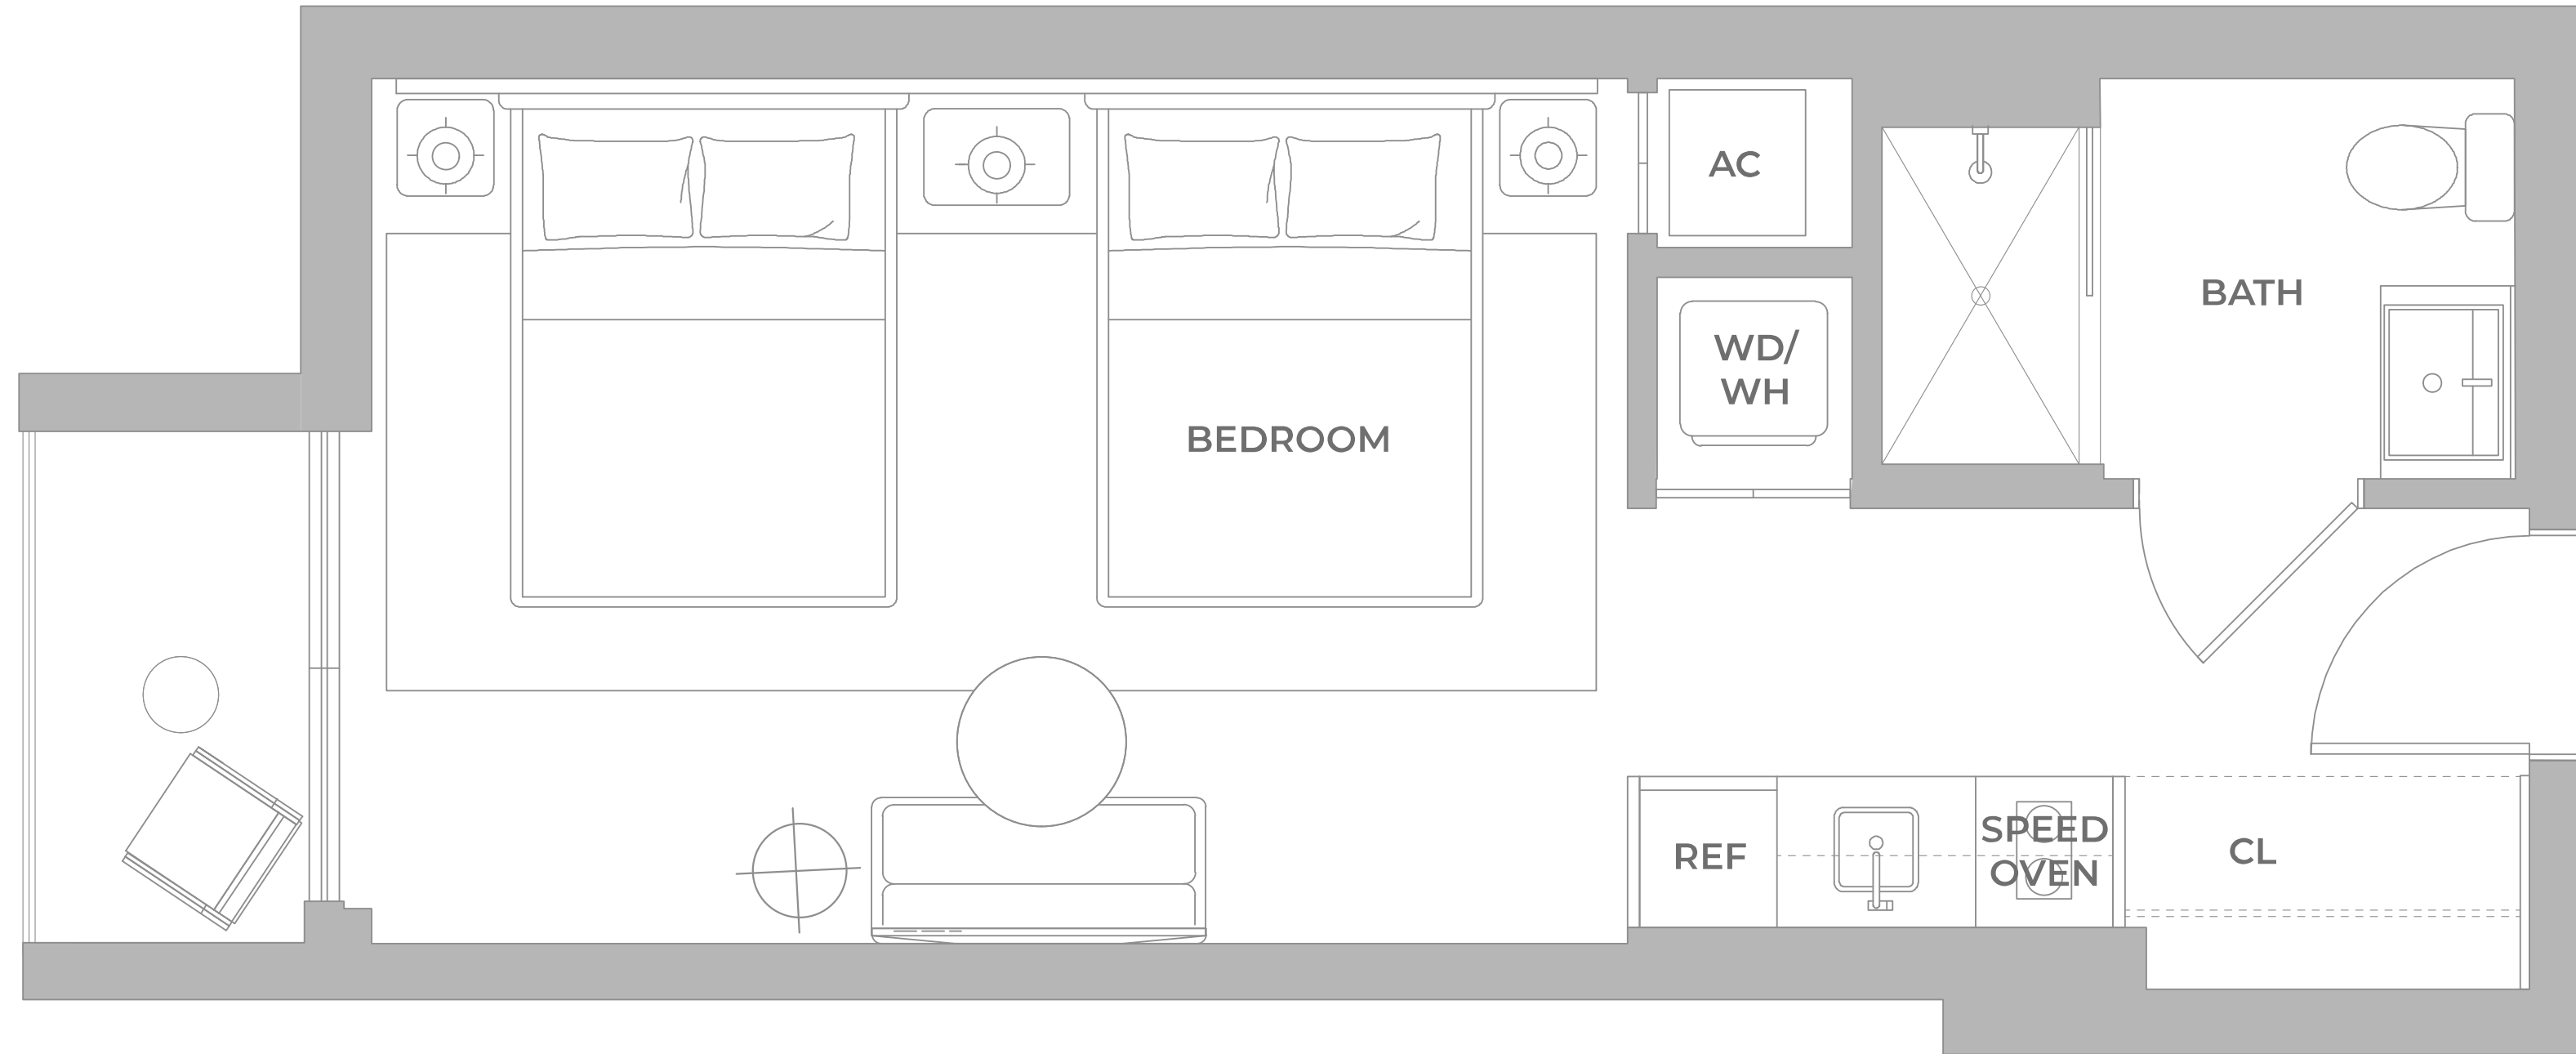 AC
BATH
WD/
WH
BEDROOM
REF
SPEED
OVEN
CL